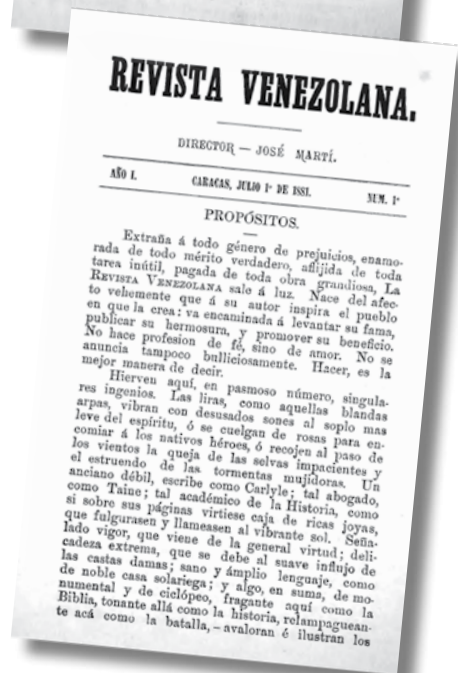 REVISTA VENEZOLANA.
DIRECTOR — JOSÉ MARTÍ.
AÑO I. CARACAS, JULIO 1º DE 1881. NUM. 1º
PROPÓSITOS.
Extraña á todo género de prejuicios, enamo-
rada de todo mérito verdadero, aflijida de toda
tarea inútil, pagada de toda obra grandiosa, LA
REVISTA VENEZOLANA sale á luz. Nace del afec-
to vehemente que á su autor inspira el pueblo
en que la crea: va encaminada á levantar su fama,
publicar su hermosura, y promover su beneficio.
No hace profesion de fé, sino de amor. No se
anuncia tampoco bulliciosamente. Hacer, es la
mejor manera de decir.
Hierven aquí, en pasmoso número, singula-
res ingenios. Las liras, como aquellas blandas
arpas, vibran con desusados sones al soplo mas
leve del espíritu, ó se cuelgan de rosas para en-
comiar á los nativos héroes, ó recojen al paso de
los vientos la queja de las selvas impacientes y
el estruendo de las tormentas mujidoras. Un
anciano débil, escribe como Carlyle; tal abogado,
como Taine; tal académico de la Historia, como
si sobre sus páginas virtiese caja de ricas joyas,
que fulgurasen y llameasen al vibrante sol. Seña-
lado vigor, que viene de la general virtud; deli-
cadeza extrema, que se debe al suave influjo de
las castas damas; sano y ámplio lenguaje, como
de noble casa solariega; y algo, en suma, de mo-
numental y de ciclópeo, fragante aquí como la
Biblia, tonante allá como la historia, relampaguean-
te acá como la batalla, – avaloran é ilustran los